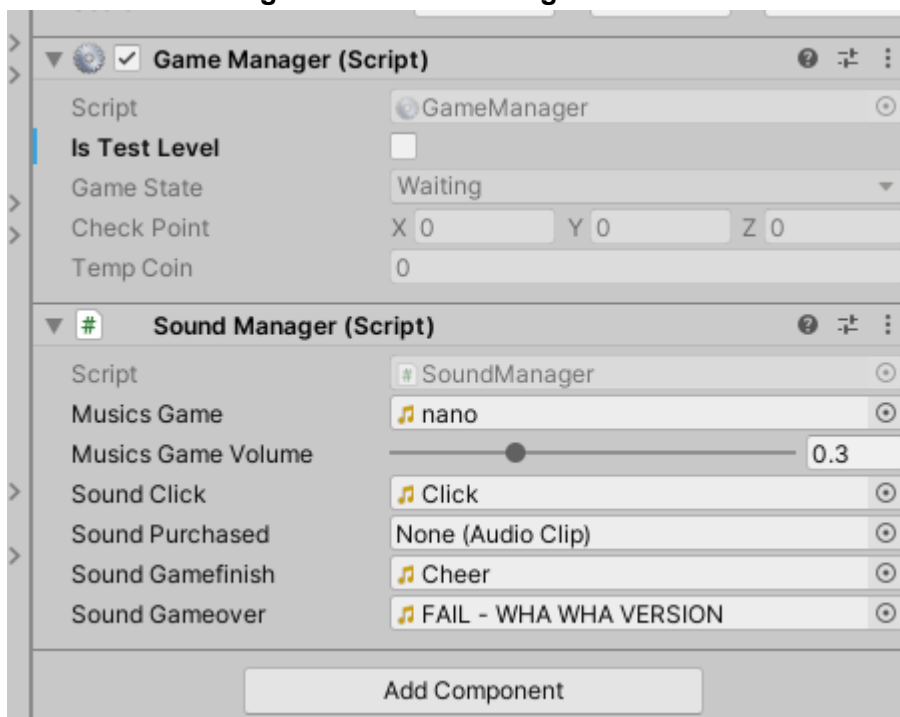 Game Manager (Script)
Script GameManager
Is Test Level
Game State Waiting
Check Point X 0 Y 0 Z 0
Temp Coin 0
# Sound Manager (Script)
Script # SoundManager
Musics Game nano
Musics Game Volume 0.3
Sound Click Click
Sound Purchased None (Audio Clip)
Sound Gamefinish Cheer
Sound Gameover FAIL - WHA WHA VERSION
Add Component